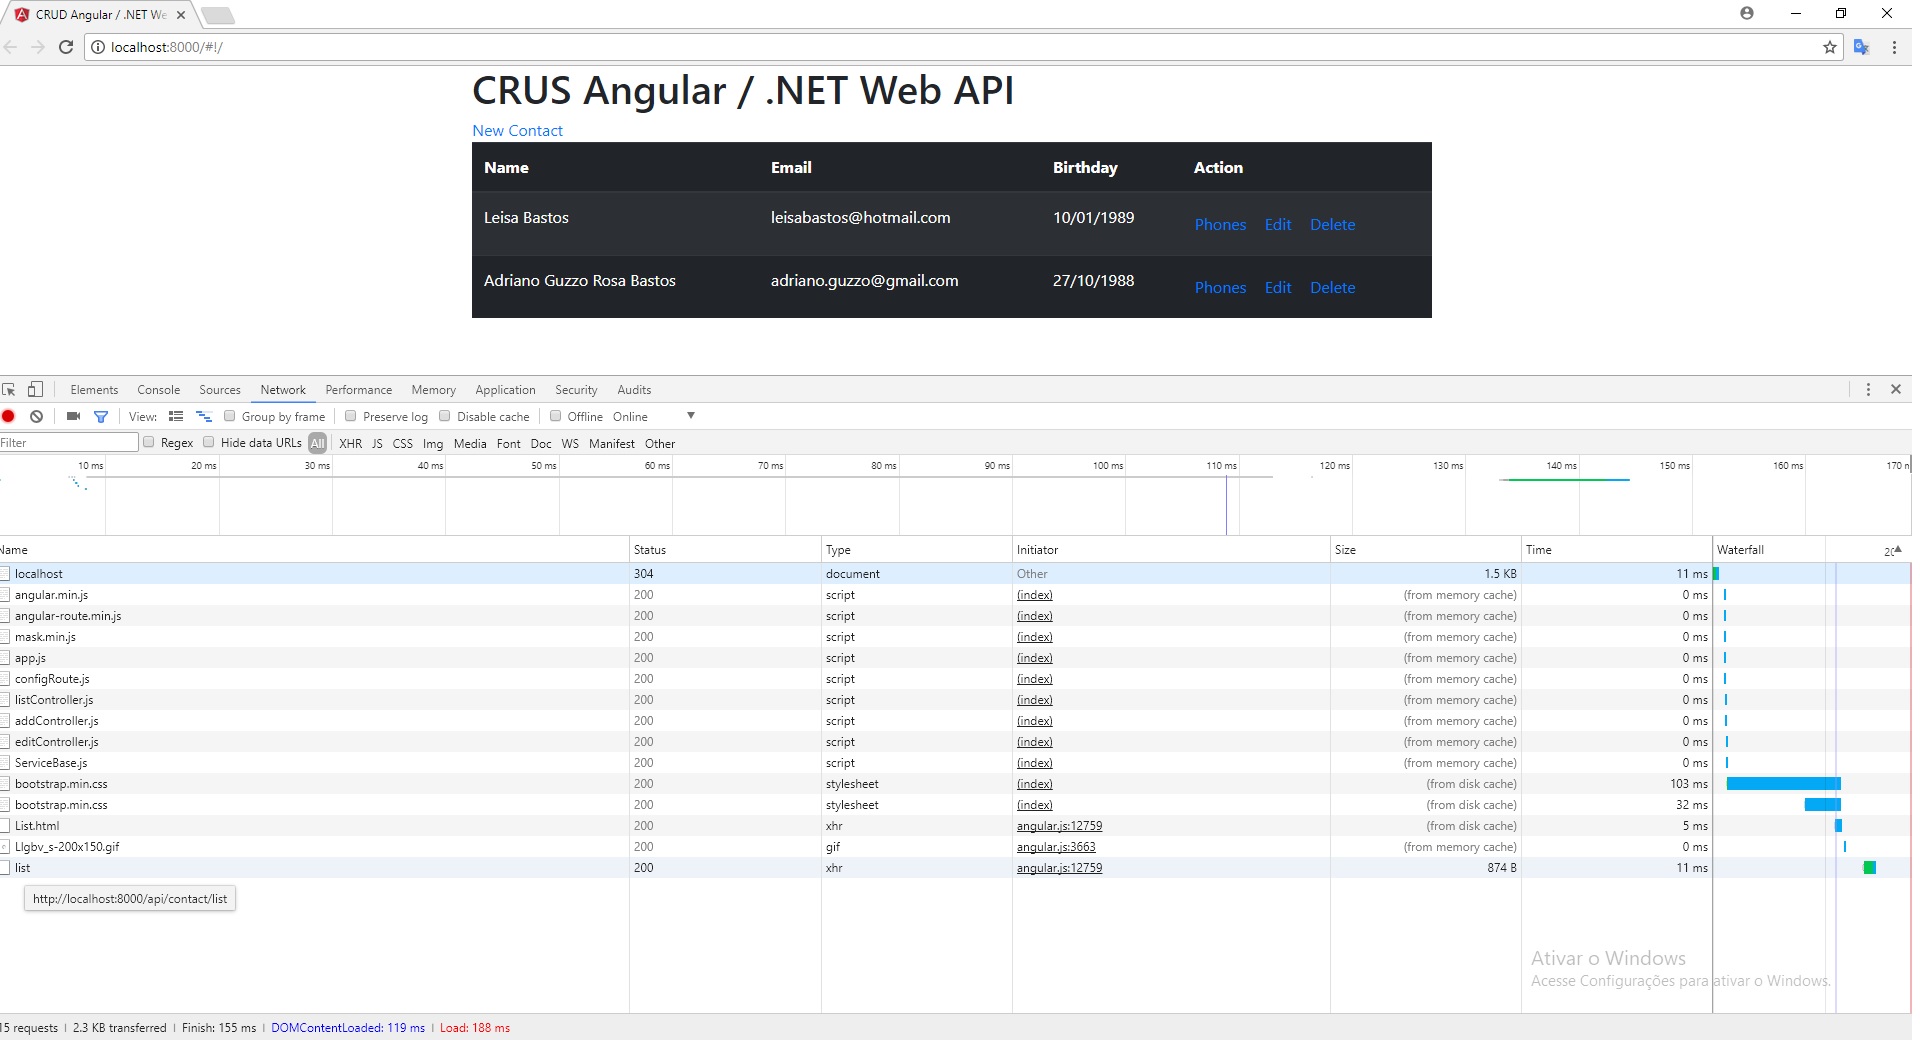 CRUD Angular / .NET We
localhost:8000/#!/
CRUS Angular / .NET Web API
New Contact
Name Email Birthday Action
Leisa Bastos leisabastos@hotmail.com 10/01/1989 Phones Edit Delete
Adriano Guzzo Rosa Bastos adriano.guzzo@gmail.com 27/10/1988 Phones Edit Delete
Elements Console Sources Network Performance Memory Application Security Audits
View: Group by frame Preserve log Disable cache Offline Online
Filter Regex Hide data URLs All XHR JS CSS Img Media Font Doc WS Manifest Other
10 ms 20 ms 30 ms 40 ms 50 ms 60 ms 70 ms 80 ms 90 ms 100 ms 110 ms 120 ms 130 ms 140 ms 150 ms 160 ms 170 n
Name Status Type Initiator Size Time Waterfall 20
localhost 304 document Other 1.5 KB 11 ms
angular.min.js 200 script (index) (from memory cache) 0 ms
angular-route.min.js 200 script (index) (from memory cache) 0 ms
mask.min.js 200 script (index) (from memory cache) 0 ms
app.js 200 script (index) (from memory cache) 0 ms
configRoute.js 200 script (index) (from memory cache) 0 ms
listController.js 200 script (index) (from memory cache) 0 ms
addController.js 200 script (index) (from memory cache) 0 ms
editController.js 200 script (index) (from memory cache) 0 ms
ServiceBase.js 200 script (index) (from memory cache) 0 ms
bootstrap.min.css 200 stylesheet (index) (from disk cache) 103 ms
bootstrap.min.css 200 stylesheet (index) (from disk cache) 32 ms
List.html 200 xhr angular.js:12759 (from disk cache) 5 ms
Llgbv_s-200x150.gif 200 gif angular.js:3663 (from memory cache) 0 ms
list 200 xhr angular.js:12759 874 B 11 ms
http://localhost:8000/api/contact/list
Ativar o Windows
Acesse Configurações para ativar o Windows.
15 requests | 2.3 KB transferred | Finish: 155 ms | DOMContentLoaded: 119 ms | Load: 188 ms